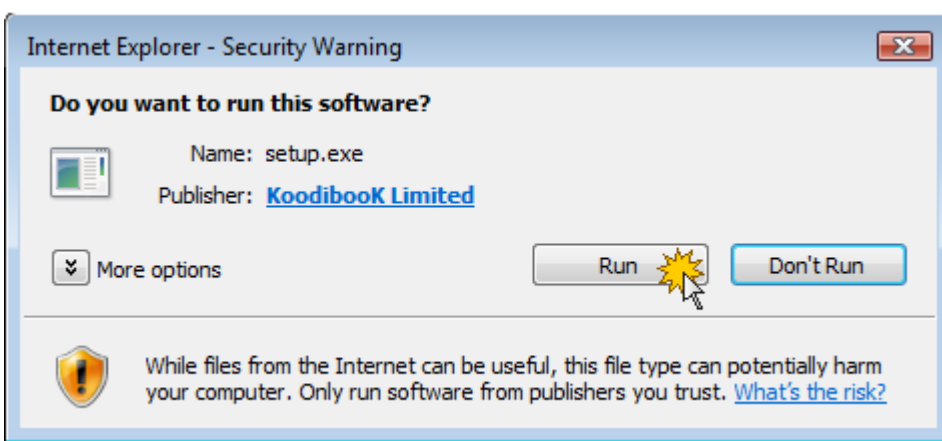 Internet Explorer - Security Warning
Do you want to run this software?
Name: setup.exe
Publisher: KoodibooK Limited
More options
Run
Don't Run
While files from the Internet can be useful, this file type can potentially harm
your computer. Only run software from publishers you trust. What's the risk?